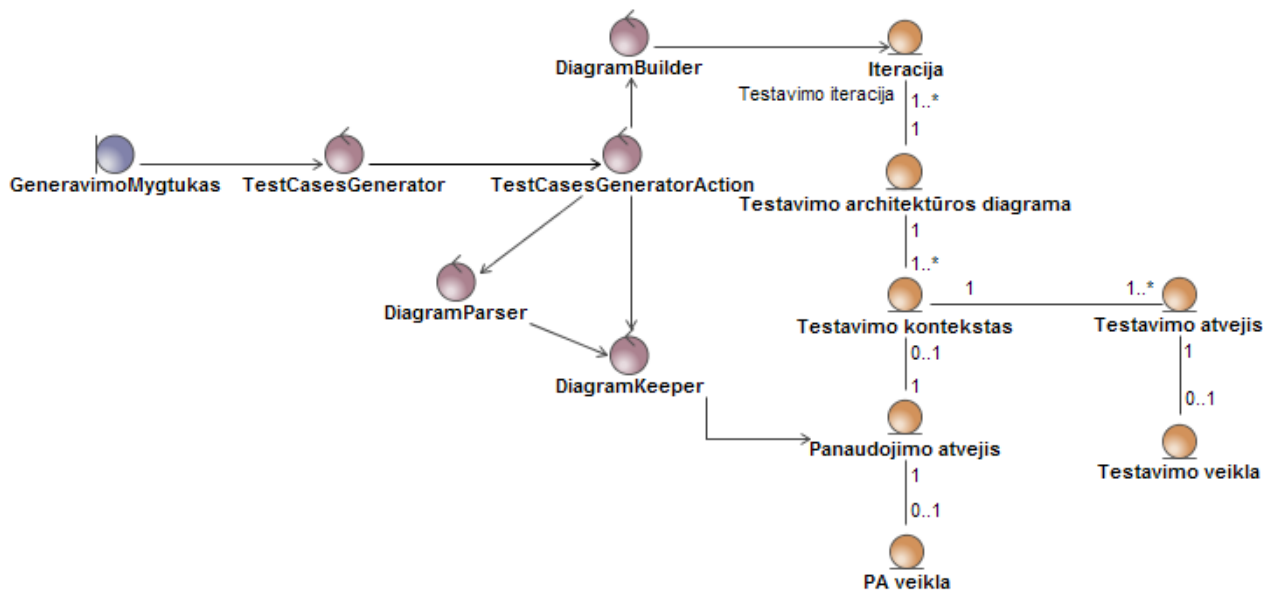 DiagramBuilder
Iteracija
Testavimo iteracija
1..*
1
GeneravimoMygtukas
TestCasesGenerator
TestCasesGeneratorAction
Testavimo architektūros diagrama
1
1..*
DiagramParser
1
1..*
Testavimo kontekstas
Testavimo atvejis
0..1
1
1
0..1
DiagramKeeper
Panaudojimo atvejis
Testavimo veikla
1
0..1
PA veikla